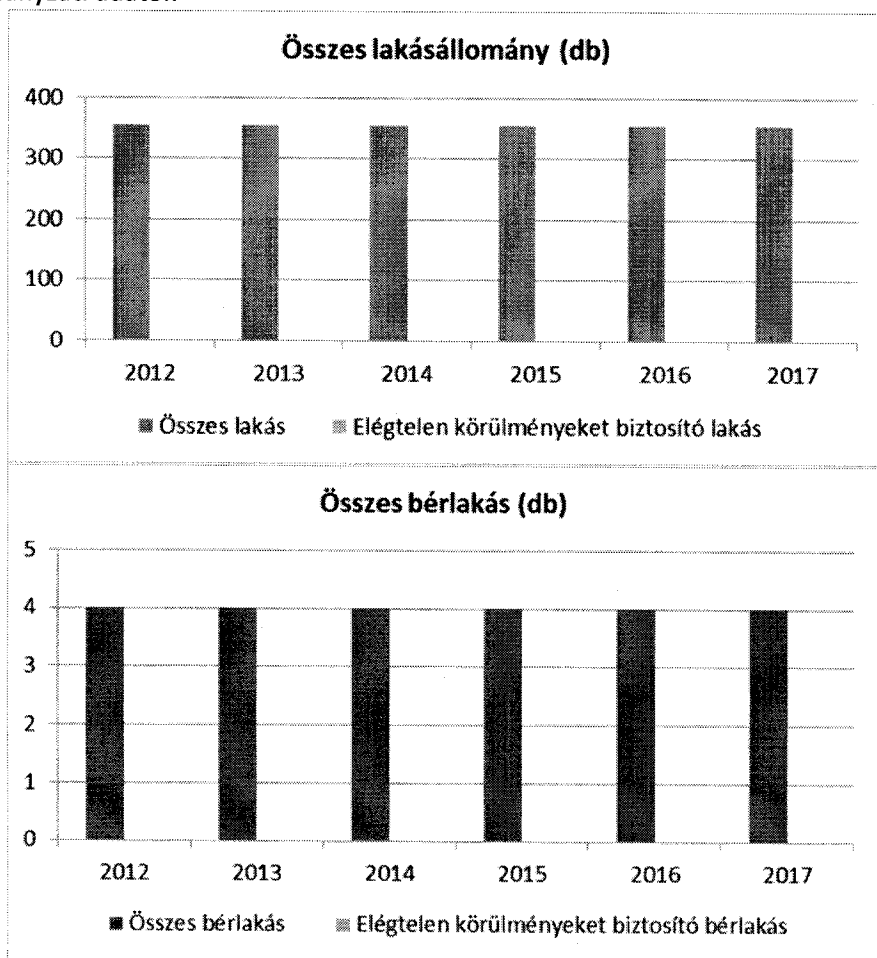 Összes lakásállomány (db)
400
300
200
100
0
2012 2013 2014 2015 2016 2017
Összes lakás Elégtelen körülményeket biztosító lakás
Összes bérlakás (db)
5
4
3
2
1
0
2012 2013 2014 2015 2016 2017
Összes bérlakás Elégtelen körülményeket biztosító bérlakás